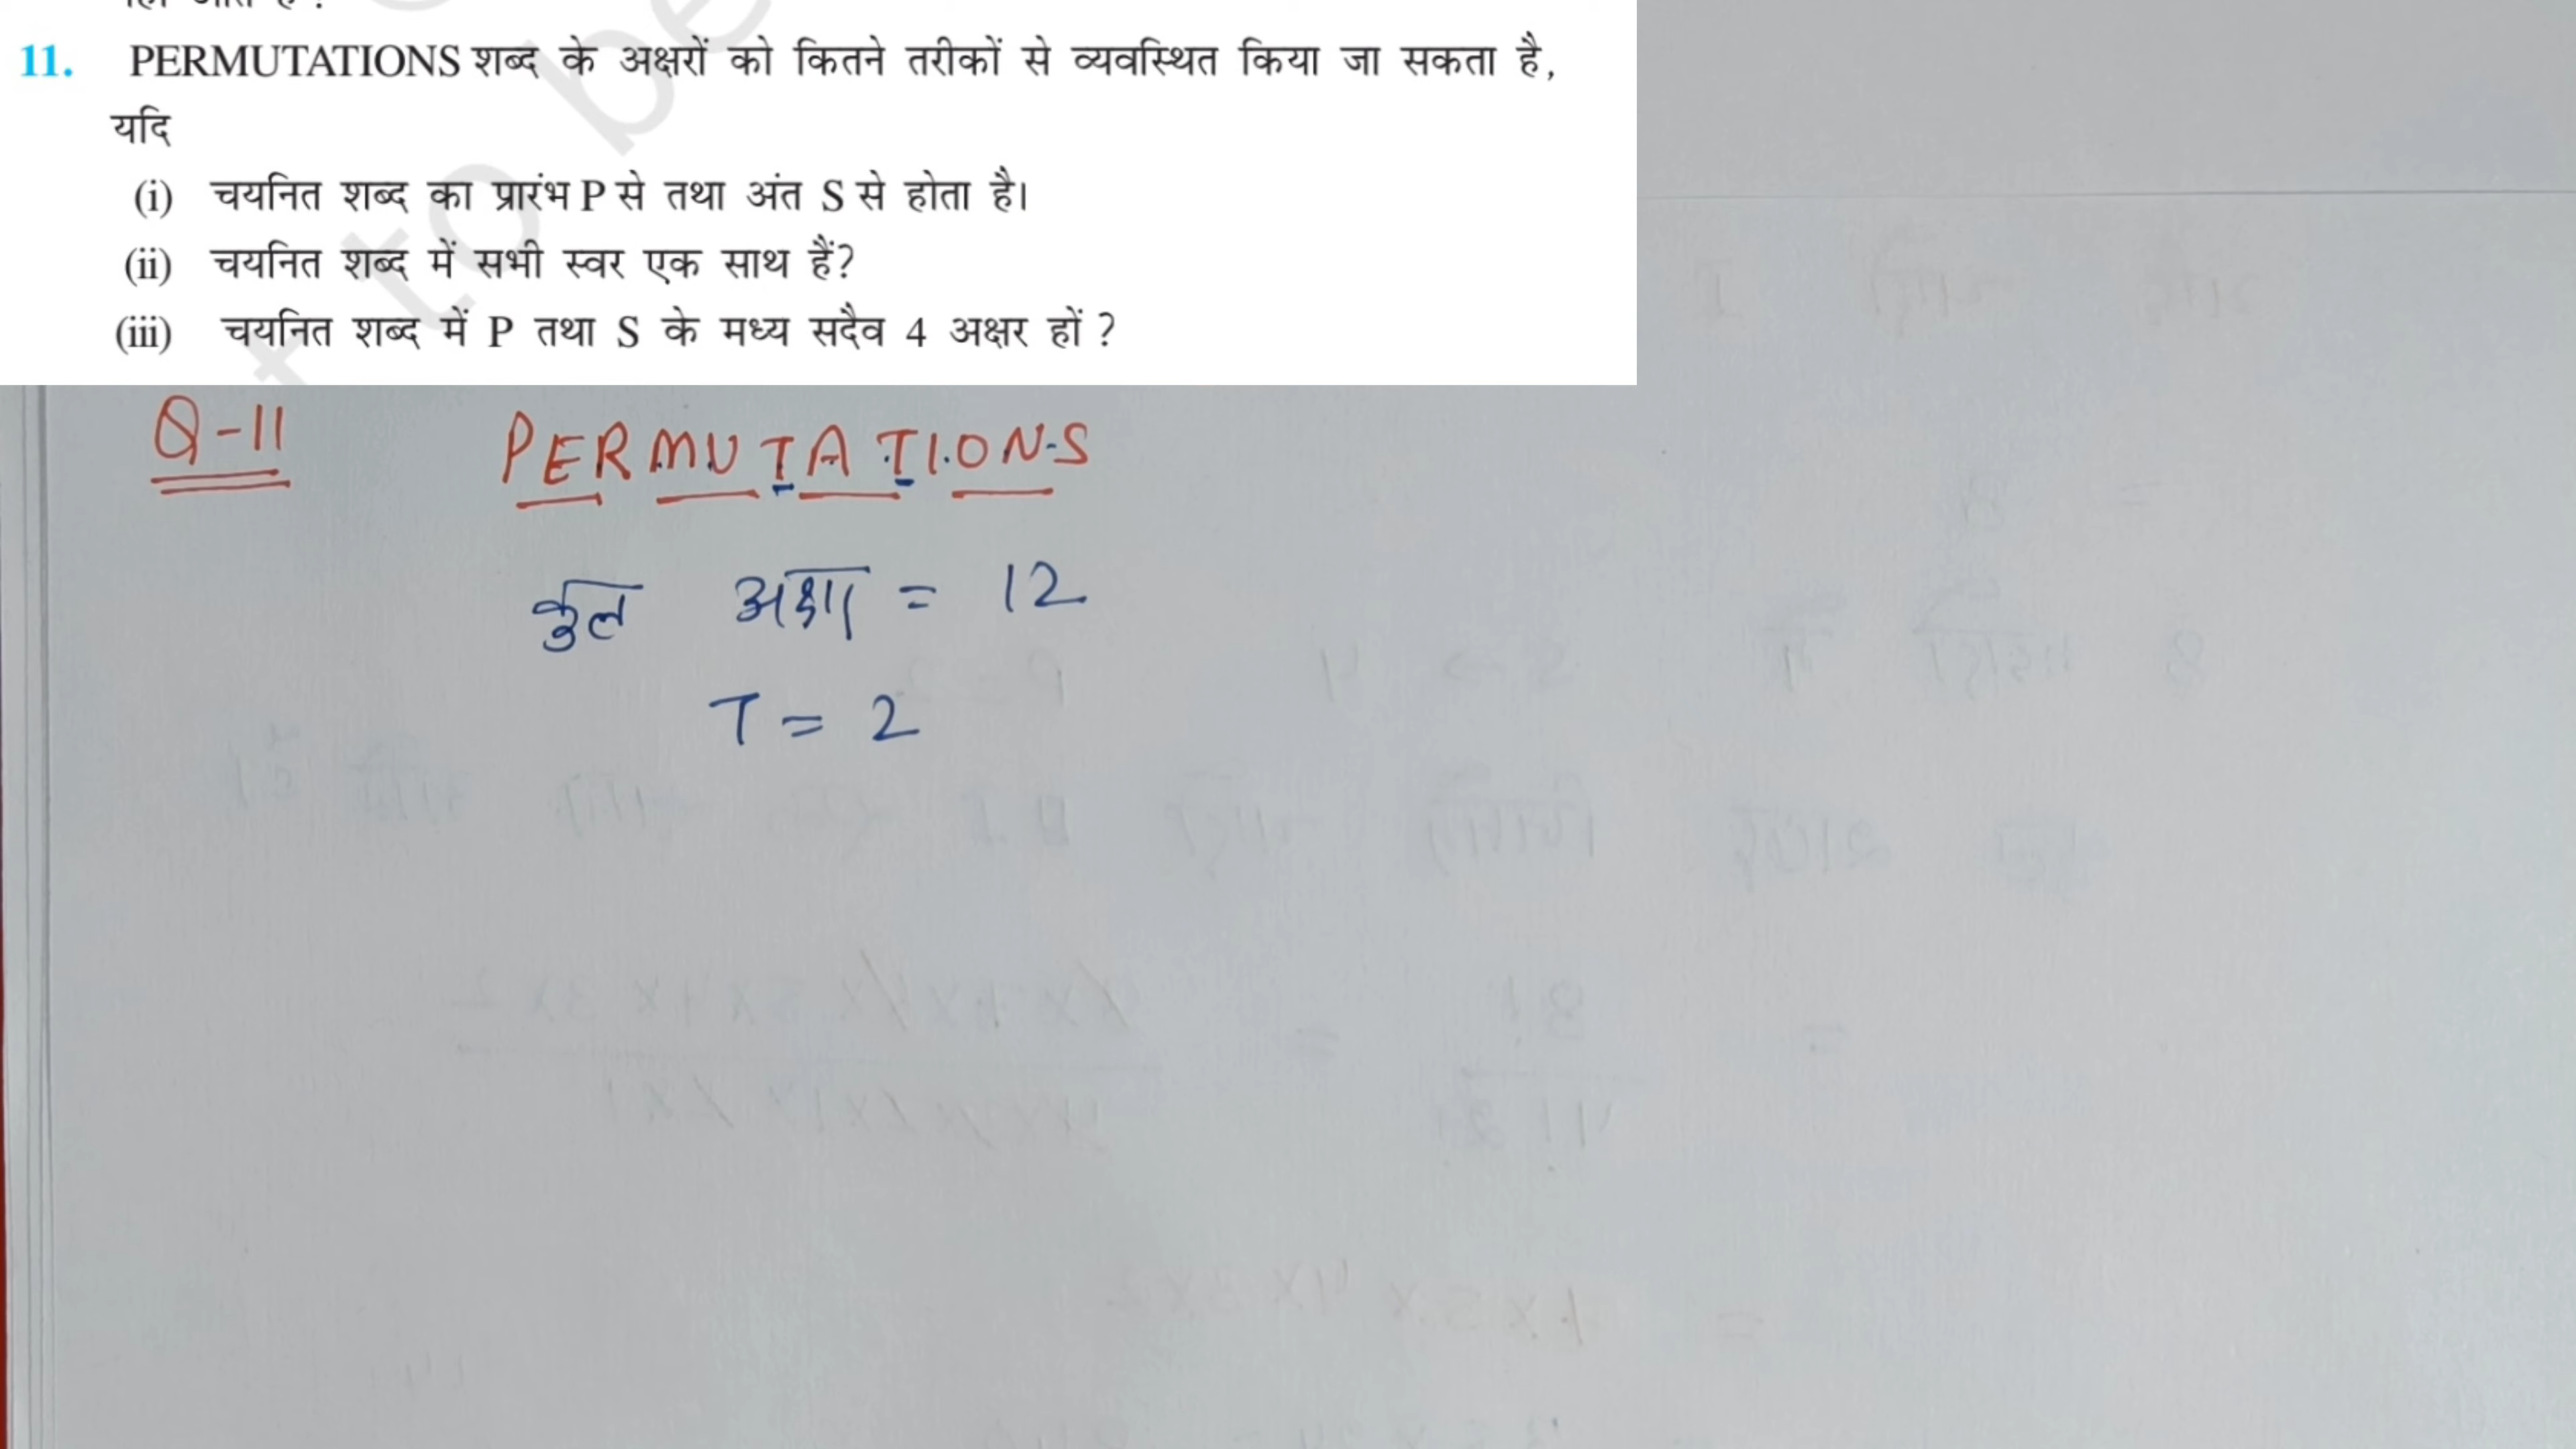 11. PERMUTATIONS शब्द के अक्षरों को कितने तरीकों से व्यवस्थित किया जा सकता है,
यदि
(i) चयनित शब्द का प्रारंभ P से तथा अंत S से होता है।
(ii) चयनित शब्द में सभी स्वर एक साथ हैं?
(iii) चयनित शब्द में P तथा S के मध्य सदैव 4 अक्षर हों ?
Q-11 PERMUTATIONS
कुल अक्षर = 12
T = 2